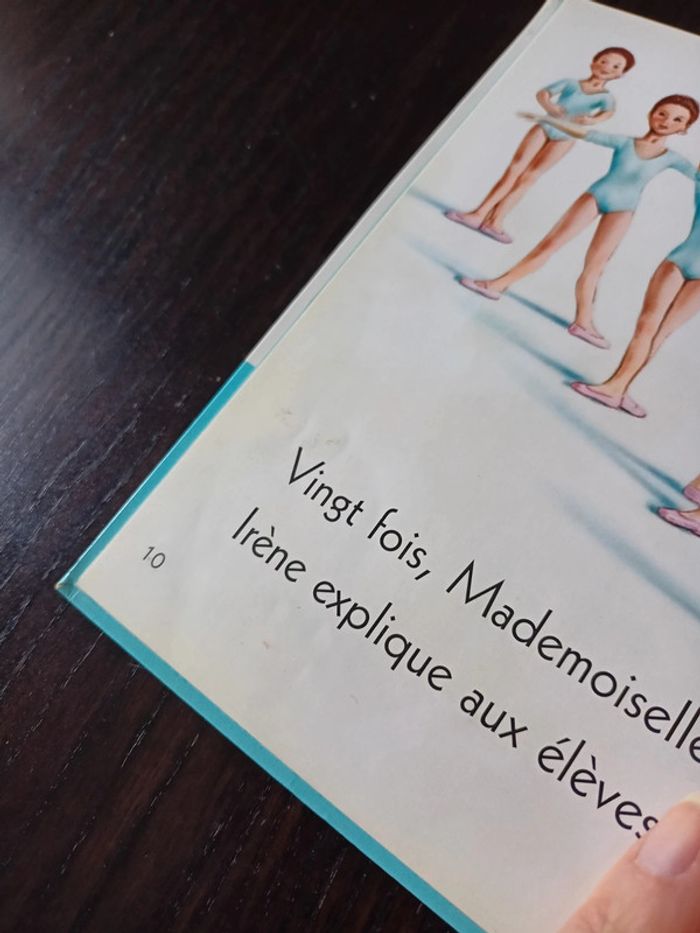 Vingt fois, Mademoiselle
Irène explique aux élèves
10